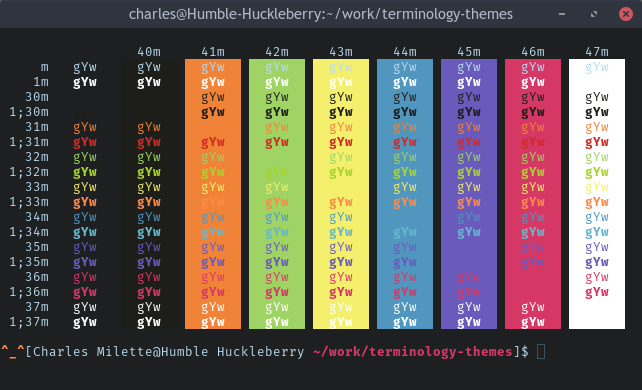 charles@Humble-Huckleberry:~/work/terminology-themes
40m 41m 42m 43m 44m 45m 46m 47m
m gYw gYw gYw gYw gYw gYw gYw gYw gYw
1m gYw gYw gYw gYw gYw gYw gYw gYw
30m gYw gYw gYw gYw gYw gYw gYw
1;30m gYw gYw gYw gYw gYw gYw gYw
31m gYw gYw gYw gYw gYw gYw gYw gYw
1;31m gYw gYw gYw gYw gYw gYw gYw gYw gYw
32m gYw gYw gYw gYw gYw gYw gYw gYw
1;32m gYw gYw gYw gYw gYw gYw gYw gYw
33m gYw gYw gYw gYw gYw gYw gYw gYw
1;33m gYw gYw gYw gYw gYw gYw gYw gYw gYw
34m gYw gYw gYw gYw gYw gYw gYw gYw
1;34m gYw gYw gYw gYw gYw gYw gYw gYw gYw
35m gYw gYw gYw gYw gYw gYw gYw gYw
1;35m gYw gYw gYw gYw gYw gYw gYw gYw
36m gYw gYw gYw gYw gYw gYw gYw gYw
1;36m gYw gYw gYw gYw gYw gYw gYw gYw
37m gYw gYw gYw gYw gYw gYw gYw gYw
1;37m gYw gYw gYw gYw gYw gYw gYw gYw
^_^[Charles Milette@Humble Huckleberry ~/work/terminology-themes]$